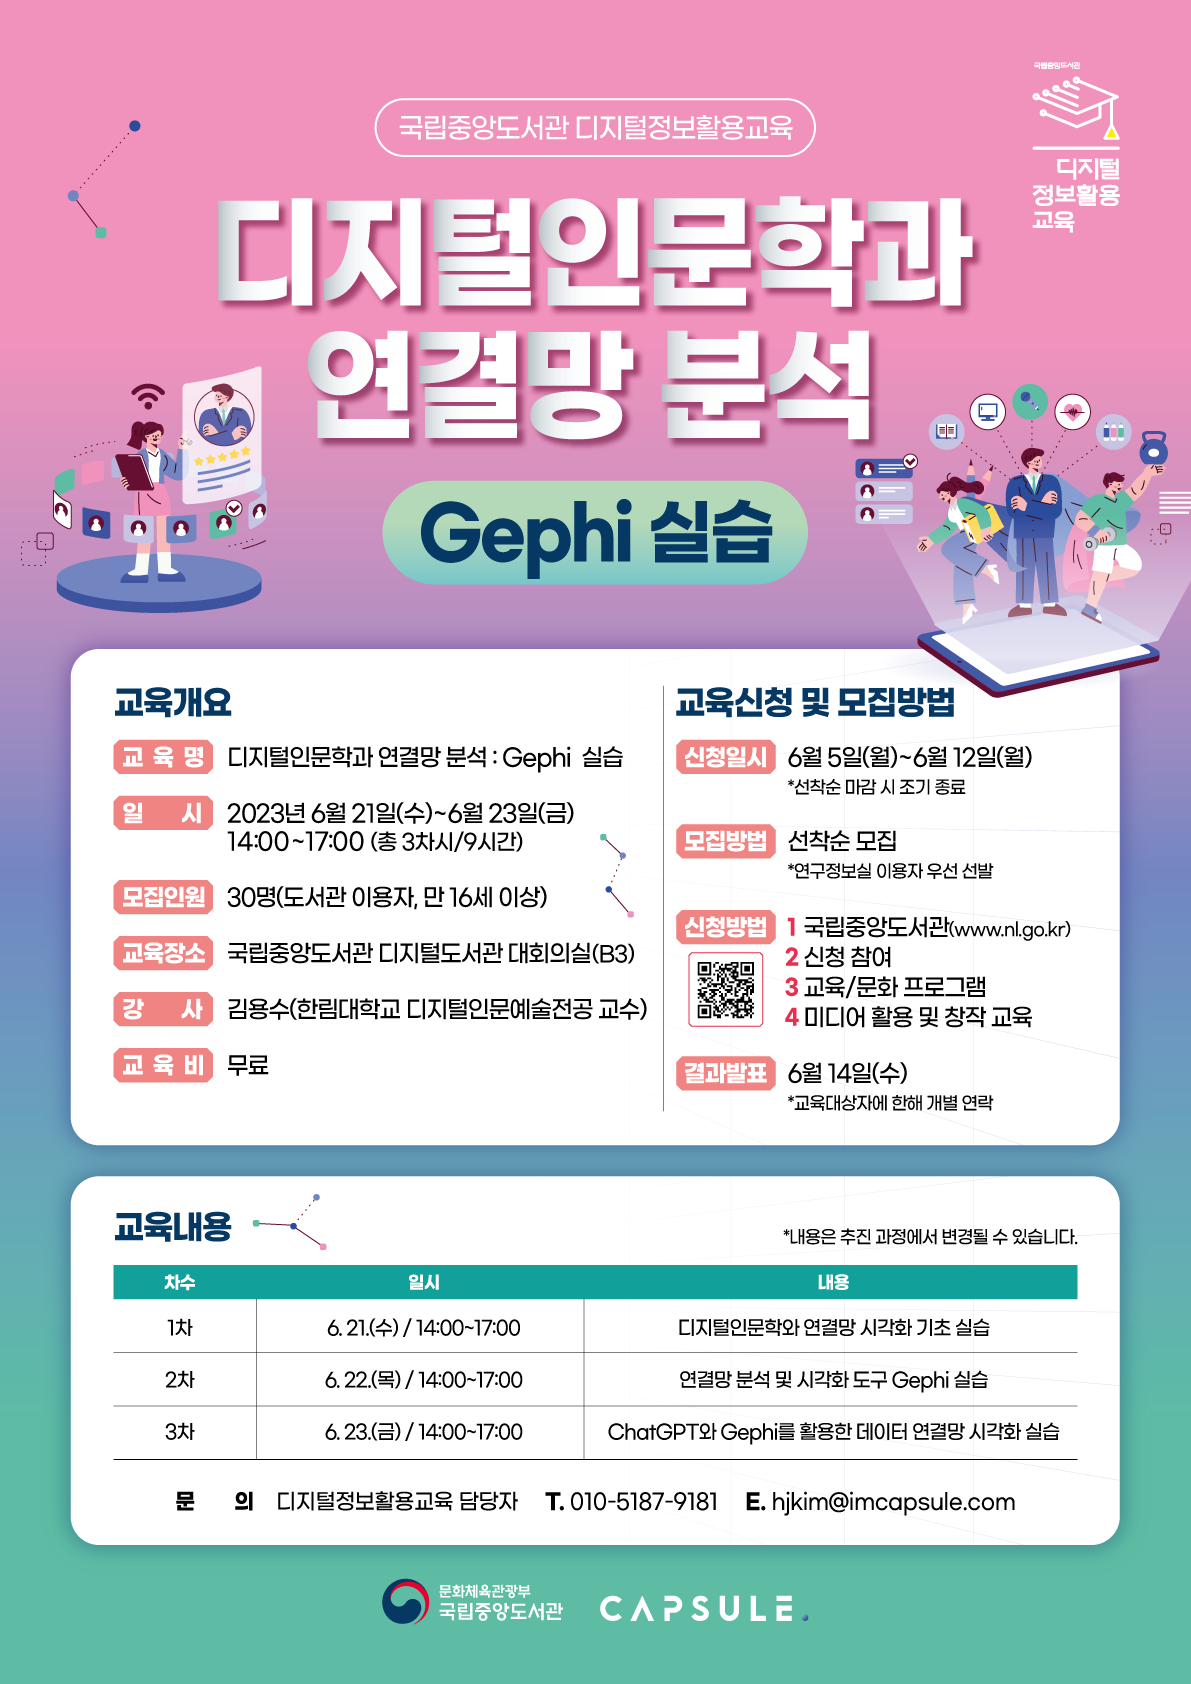 국립중앙도서관
디지털
정보활용
교육
국립중앙도서관 디지털정보활용교육
디지털인문학과
연결망 분석
Gephi 실습
교육개요
교 육 명 디지털인문학과 연결망 분석 : Gephi 실습
일 시 2023년 6월 21일(수)~6월 23일(금)
14:00~17:00 (총 3차시/9시간)
모집인원 30명(도서관 이용자, 만 16세 이상)
교육장소 국립중앙도서관 디지털도서관 대회의실(B3)
강 사 김용수(한림대학교 디지털인문예술전공 교수)
교 육 비 무료
교육신청 및 모집방법
신청일시 6월 5일(월)~6월 12일(월)
*선착순 마감 시 조기 종료
모집방법 선착순 모집
*연구정보실 이용자 우선 선발
신청방법 1 국립중앙도서관(www.nl.go.kr)
2 신청 참여
3 교육/문화 프로그램
4 미디어 활용 및 창작 교육
결과발표 6월 14일(수)
*교육대상자에 한해 개별 연락
교육내용
*내용은 추진 과정에서 변경될 수 있습니다.
차수 일시 내용
1차 6. 21.(수) / 14:00~17:00 디지털인문학와 연결망 시각화 기초 실습
2차 6. 22.(목) / 14:00~17:00 연결망 분석 및 시각화 도구 Gephi 실습
3차 6. 23.(금) / 14:00~17:00 ChatGPT와 Gephi를 활용한 데이터 연결망 시각화 실습
문 의 디지털정보활용교육 담당자 T. 010-5187-9181 E. hjkim@imcapsule.com
문화체육관광부
국립중앙도서관
CAPSULE.